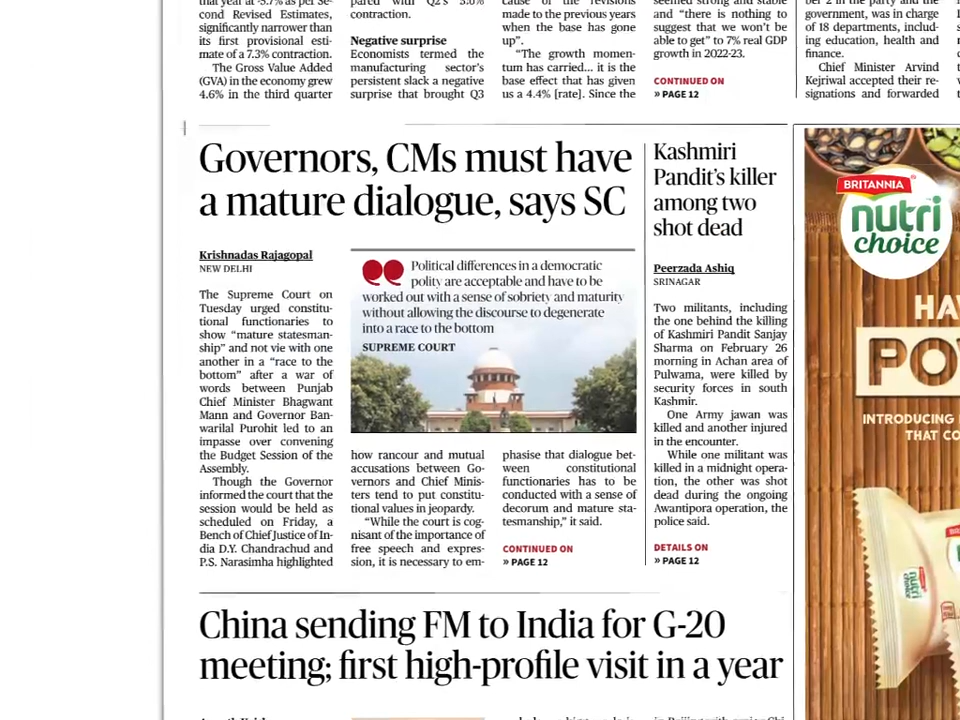 that year at -5.7% as per Se-
cond Revised Estimates,
significantly narrower than
its first provisional esti-
mate of a 7.3% contraction.
The Gross Value Added
(GVA) in the economy grew
4.6% in the third quarter
pared with Q2's 3.6%
contraction.
Negative surprise
Economists termed the
manufacturing sector's
persistent slack a negative
surprise that brought Q3
cause of the revisions
made to the previous years
when the base has gone
up".
"The growth momen-
tum has carried... it is the
base effect that has given
us a 4.4% [rate]. Since the
seemed strong and stable
and "there is nothing to
suggest that we won't be
able to get" to 7% real GDP
growth in 2022-23.
CONTINUED ON
» PAGE 12
ber 2 in the party and the
government, was in charge
of 18 departments, includ-
ing education, health and
finance.
Chief Minister Arvind
Kejriwal accepted their re-
signations and forwarded
Governors, CMs must have
a mature dialogue, says SC
Krishnadas Rajagopal
NEW DELHI
The Supreme Court on
Tuesday urged constitu-
tional functionaries to
show "mature statesman-
ship" and not vie with one
another in a "race to the
bottom" after a war of
words between Punjab
Chief Minister Bhagwant
Mann and Governor Ban-
warilal Purohit led to an
impasse over convening
the Budget Session of the
Assembly.
Though the Governor
informed the court that the
session would be held as
scheduled on Friday, a
Bench of Chief Justice of In-
dia D.Y. Chandrachud and
P.S. Narasimha highlighted
Political differences in a democratic
polity are acceptable and have to be
worked out with a sense of sobriety and maturity
without allowing the discourse to degenerate
into a race to the bottom
SUPREME COURT
how rancour and mutual
accusations between Go-
vernors and Chief Minis-
ters tend to put constitu-
tional values in jeopardy.
"While the court is cog-
nisant of the importance of
free speech and expres-
sion, it is necessary to em-
phasise that dialogue bet-
ween constitutional
functionaries has to be
conducted with a sense of
decorum and mature sta-
tesmanship," it said.
CONTINUED ON
» PAGE 12
Kashmiri
Pandit's killer
among two
shot dead
Peerzada Ashiq
SRINAGAR
Two militants, including
the one behind the killing
of Kashmiri Pandit Sanjay
Sharma on February 26
morning in Achan area of
Pulwama, were killed by
security forces in south
Kashmir.
One Army jawan was
killed and another injured
in the encounter.
While one militant was
killed in a midnight opera-
tion, the other was shot
dead during the ongoing
Awantipora operation, the
police said.
DETAILS ON
» PAGE 12
BRITANNIA
nutri
choice
HA
PO
INTRODUCING
THAT CO
China sending FM to India for G-20
meeting; first high-profile visit in a year